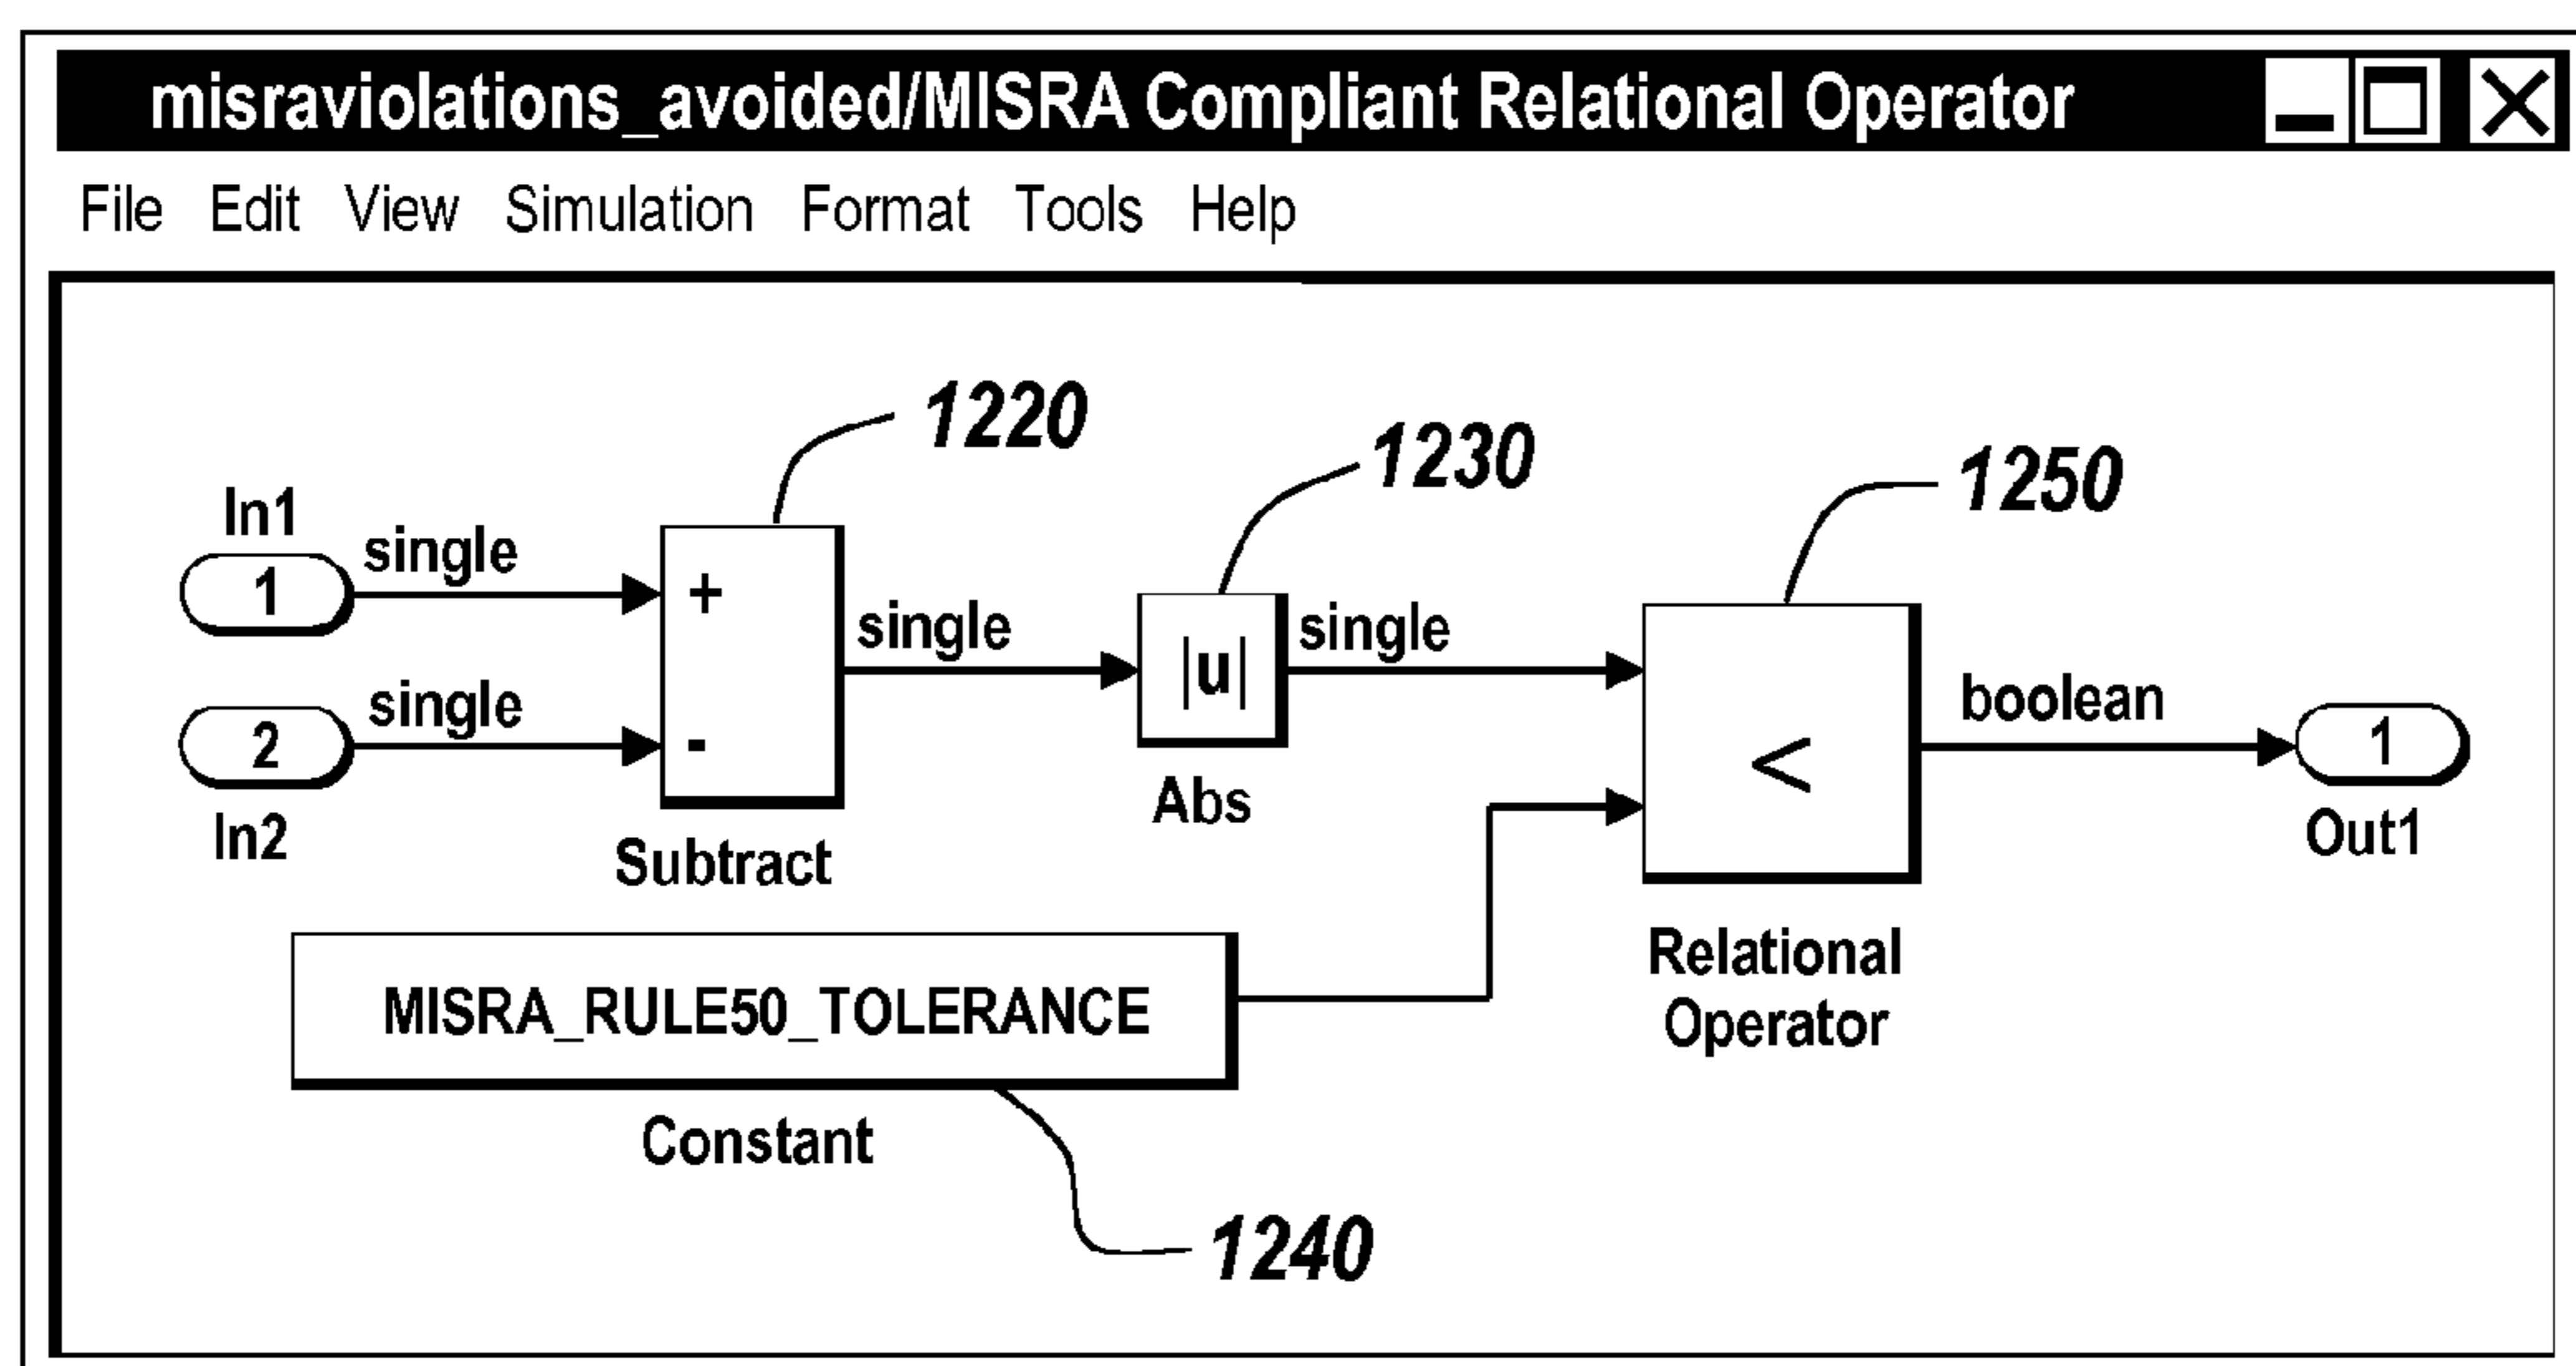 misraviolations_avoided/MISRA Compliant Relational Operator
File Edit View Simulation Format Tools Help
1220
1230
1250
In1
1
single
+
single
|u|
single
2
single
-
In2
Subtract
Abs
<
boolean
1
Out1
MISRA_RULE50_TOLERANCE
Constant
Relational
Operator
1240